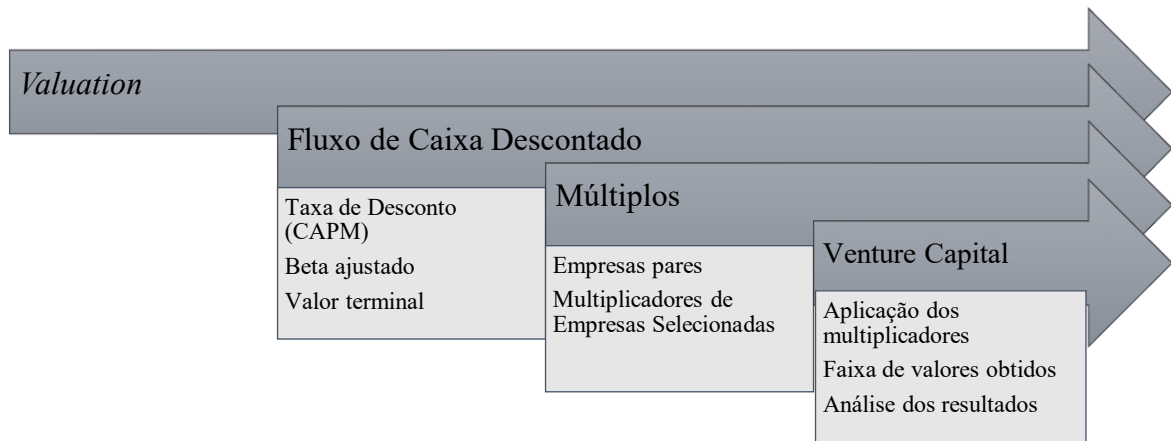 Valuation
Fluxo de Caixa Descontado
Taxa de Desconto
(CAPM)
Beta ajustado
Valor terminal
Múltiplos
Empresas pares
Multiplicadores de
Empresas Selecionadas
Venture Capital
Aplicação dos
multiplicadores
Faixa de valores obtidos
Análise dos resultados